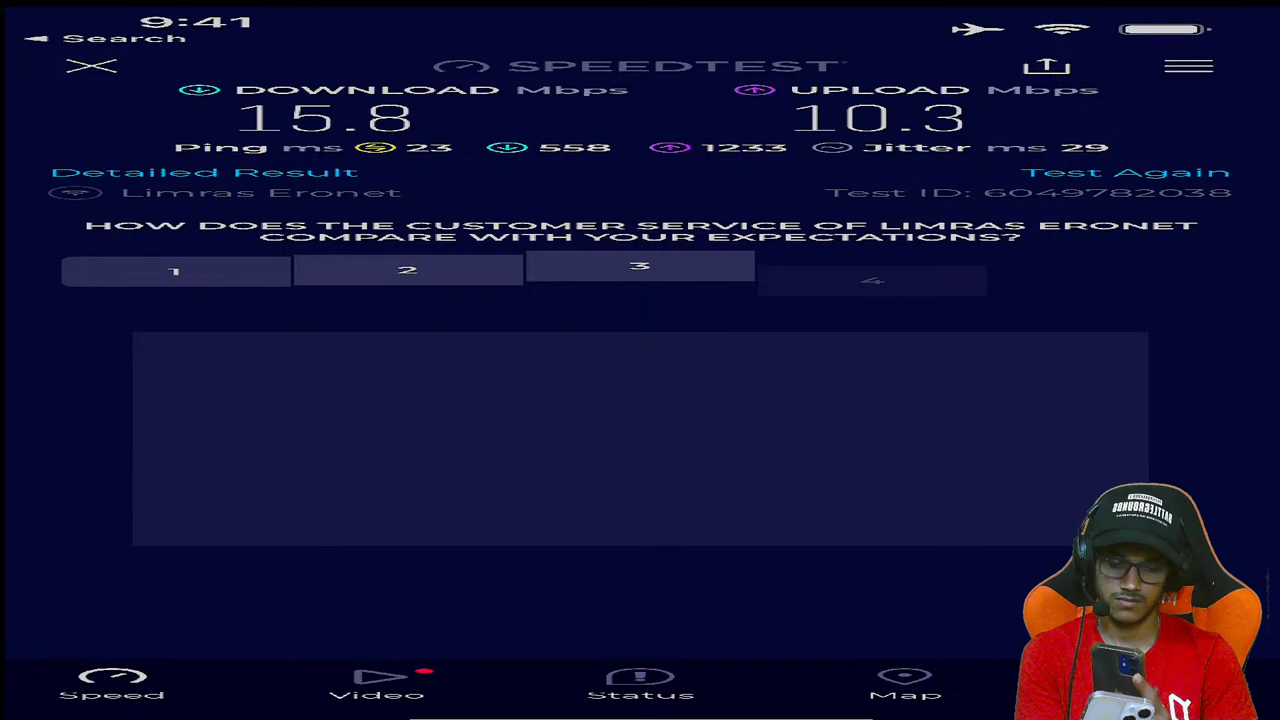 9:41
Search
SPEEDTEST
DOWNLOAD Mbps
UPLOAD Mbps
15.8
10.3
Ping ms 23 558 1233 Jitter ms 29
Detailed Result
Test Again
Limras Eronet
Test ID: 6049782038
HOW DOES THE CUSTOMER SERVICE OF LIMRAS ERONET
COMPARE WITH YOUR EXPECTATIONS?
1
2
3
4
BATTLEGROUNDS
Speed
Video
Status
Map